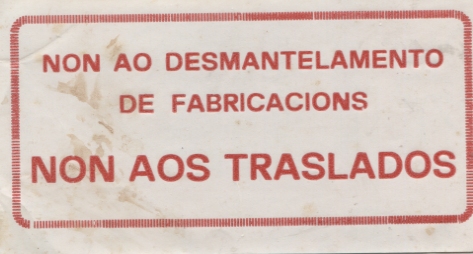 NON AO DESMANTELAMENTO
DE FABRICACIONS
NON AOS TRASLADOS